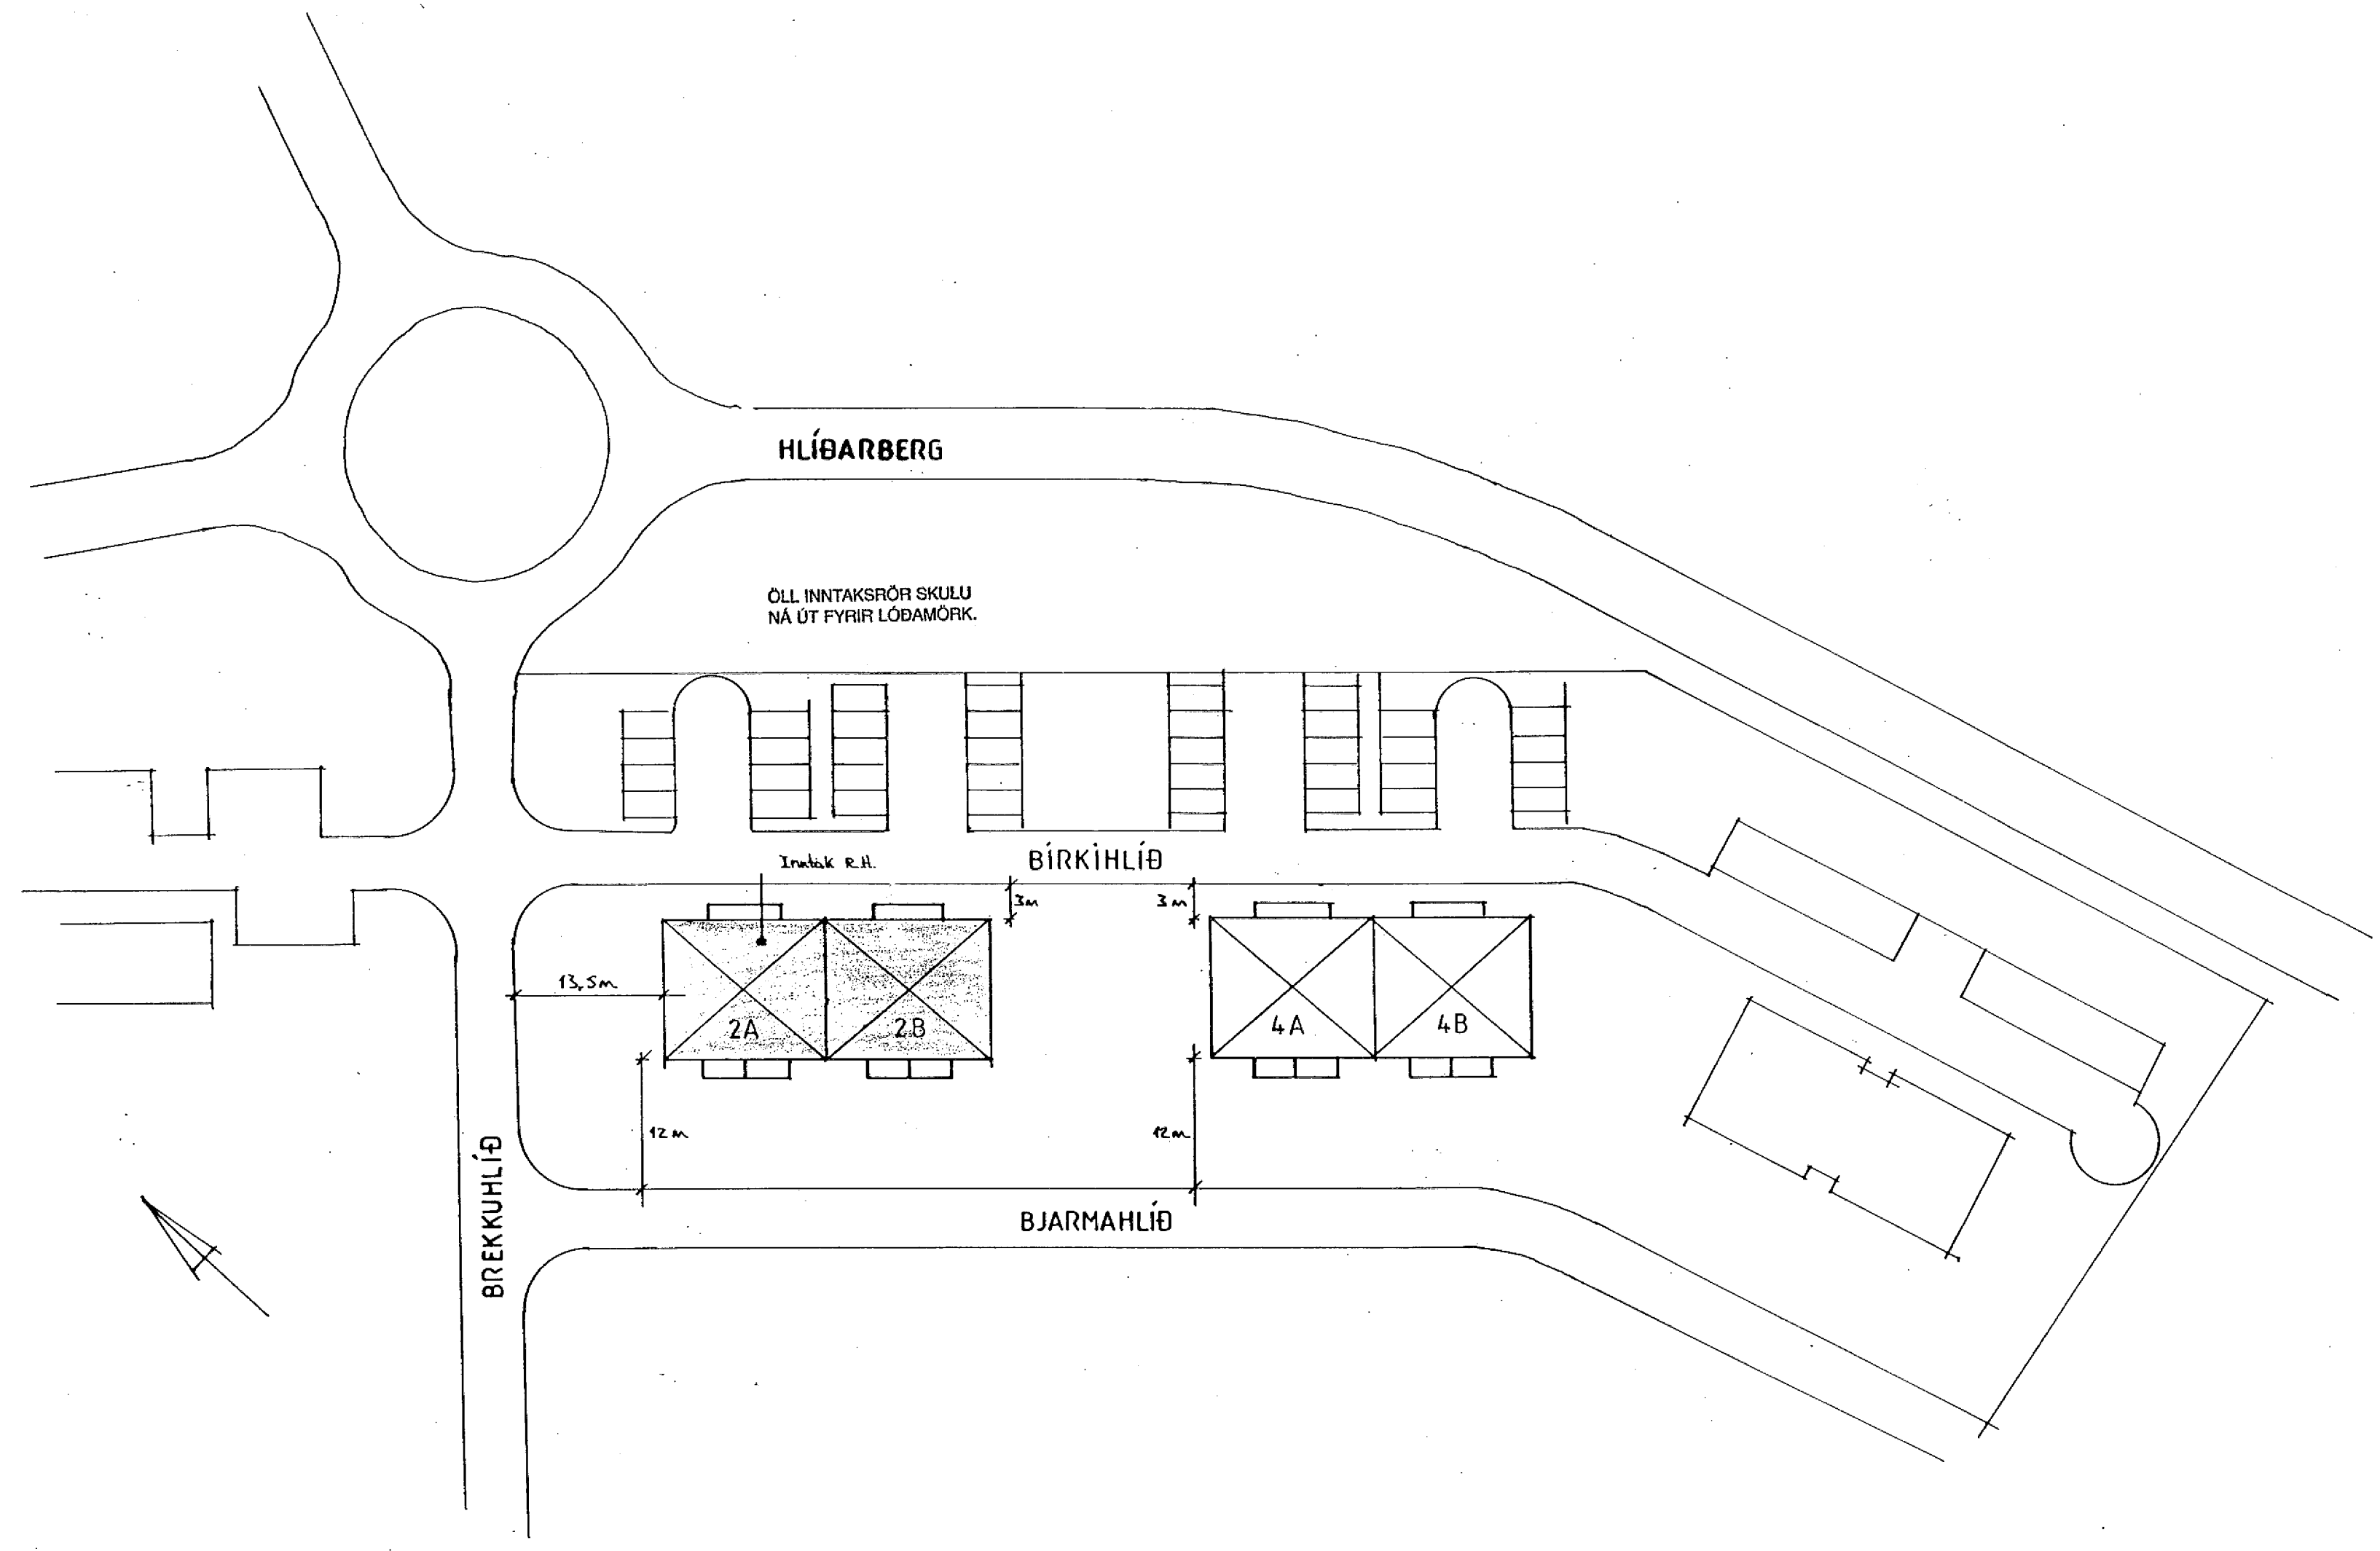 HLÍÐARBERG
ÖLL INNTAKSRÖR SKULU
NÁ ÚT FYRIR LÓÐAMÖRK.
Inntak R.H.
BIRKIHLÍÐ
3m
3m
13,5m
2A
2B
4A
4B
12m
12m
BREKKUHLÍÐ
BJARMAHLÍÐ